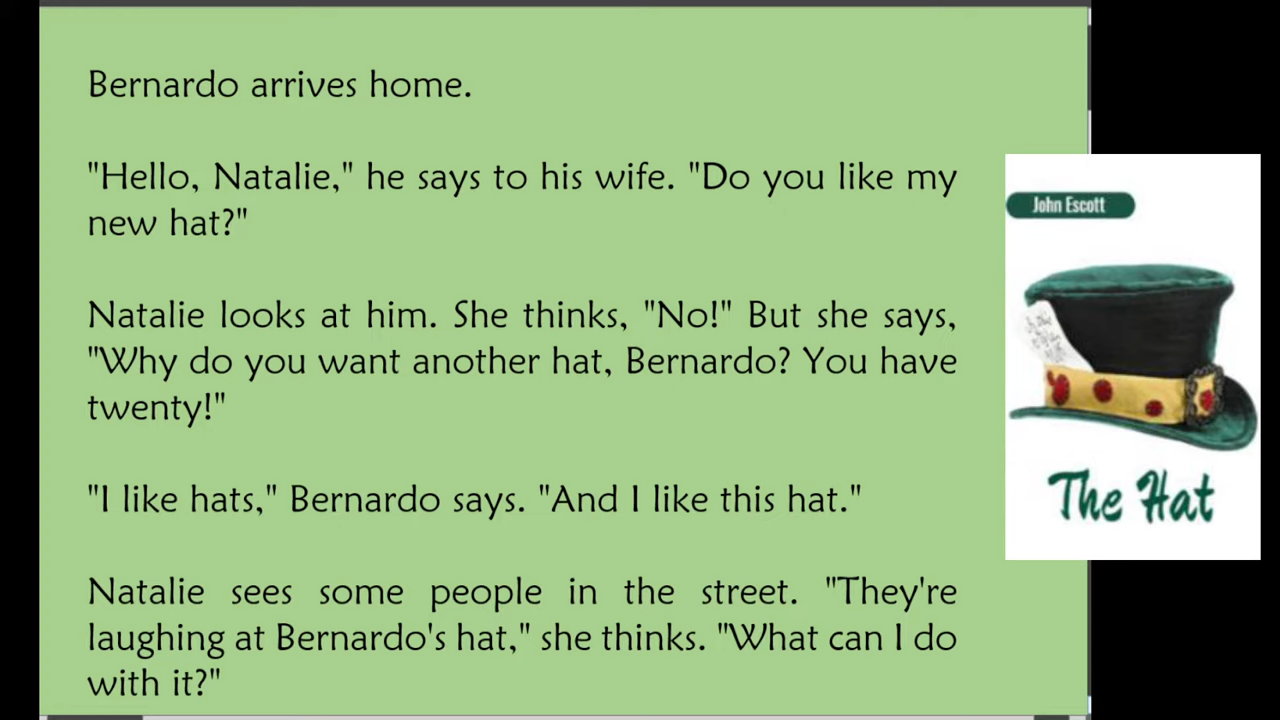 Bernardo arrives home.
"Hello, Natalie," he says to his wife. "Do you like my
new hat?"
Natalie looks at him. She thinks, "No!" But she says,
"Why do you want another hat, Bernardo? You have
twenty!"
"I like hats," Bernardo says. "And I like this hat."
Natalie sees some people in the street. "They're
laughing at Bernardo's hat," she thinks. "What can I do
with it?"
John Escott
The Hat